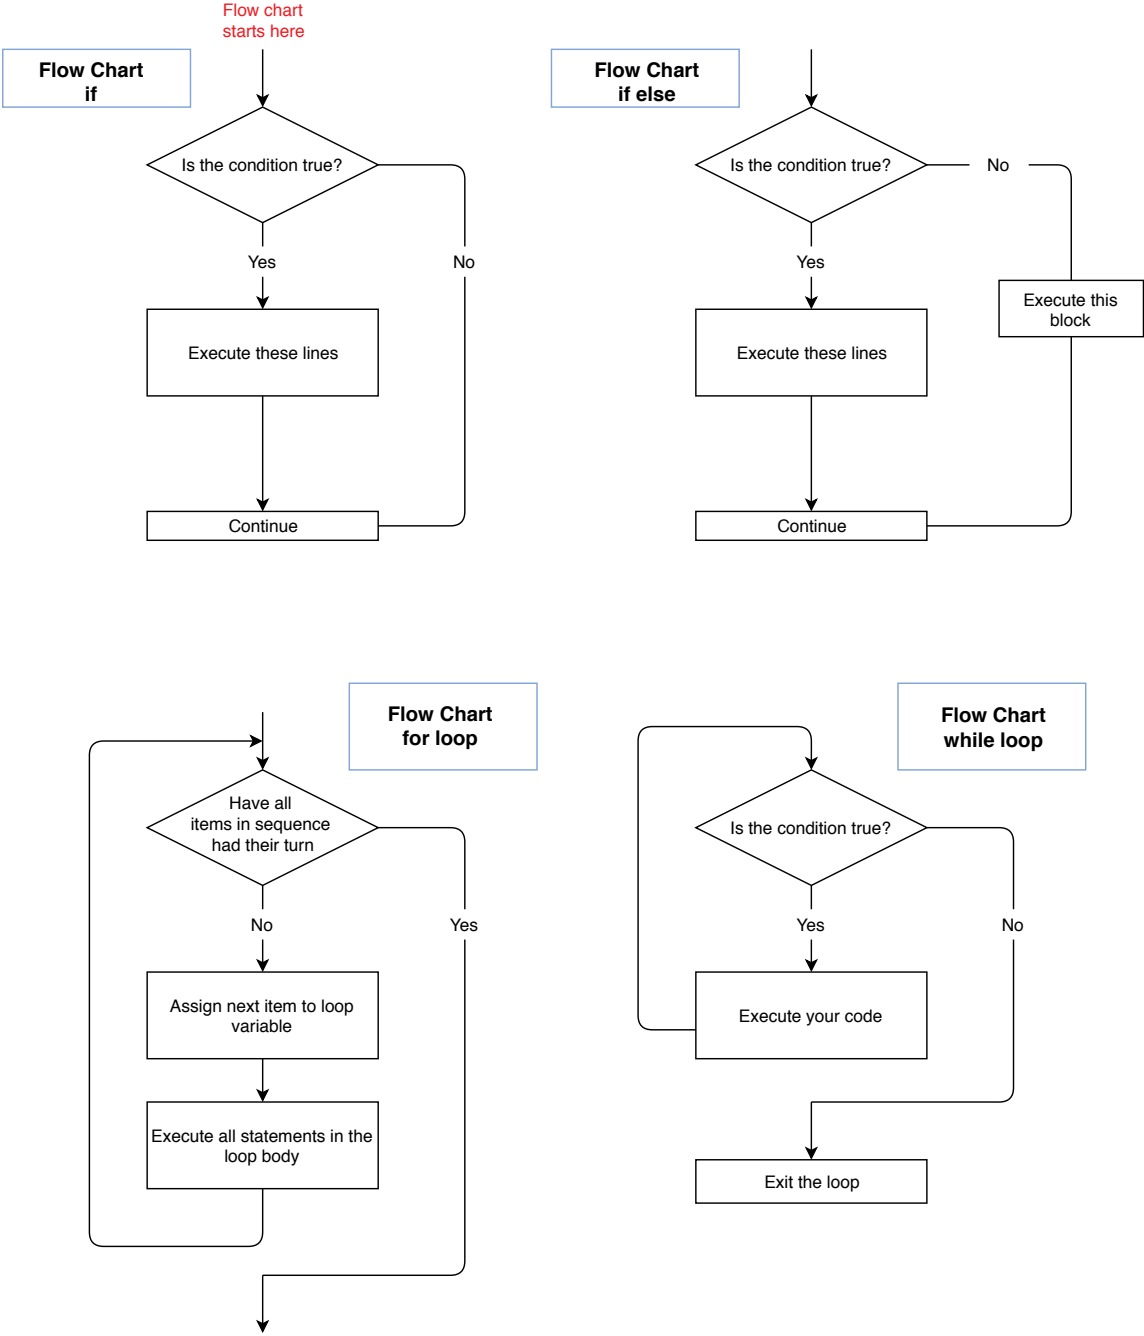 Flow chart
starts here
Flow Chart
if
Is the condition true?
Yes
No
Execute these lines
Continue
Flow Chart
if else
Is the condition true?
No
Yes
Execute this
block
Execute these lines
Continue
Flow Chart
for loop
Have all
items in sequence
had their turn
No
Yes
Assign next item to loop
variable
Execute all statements in the
loop body
Flow Chart
while loop
Is the condition true?
Yes
No
Execute your code
Exit the loop